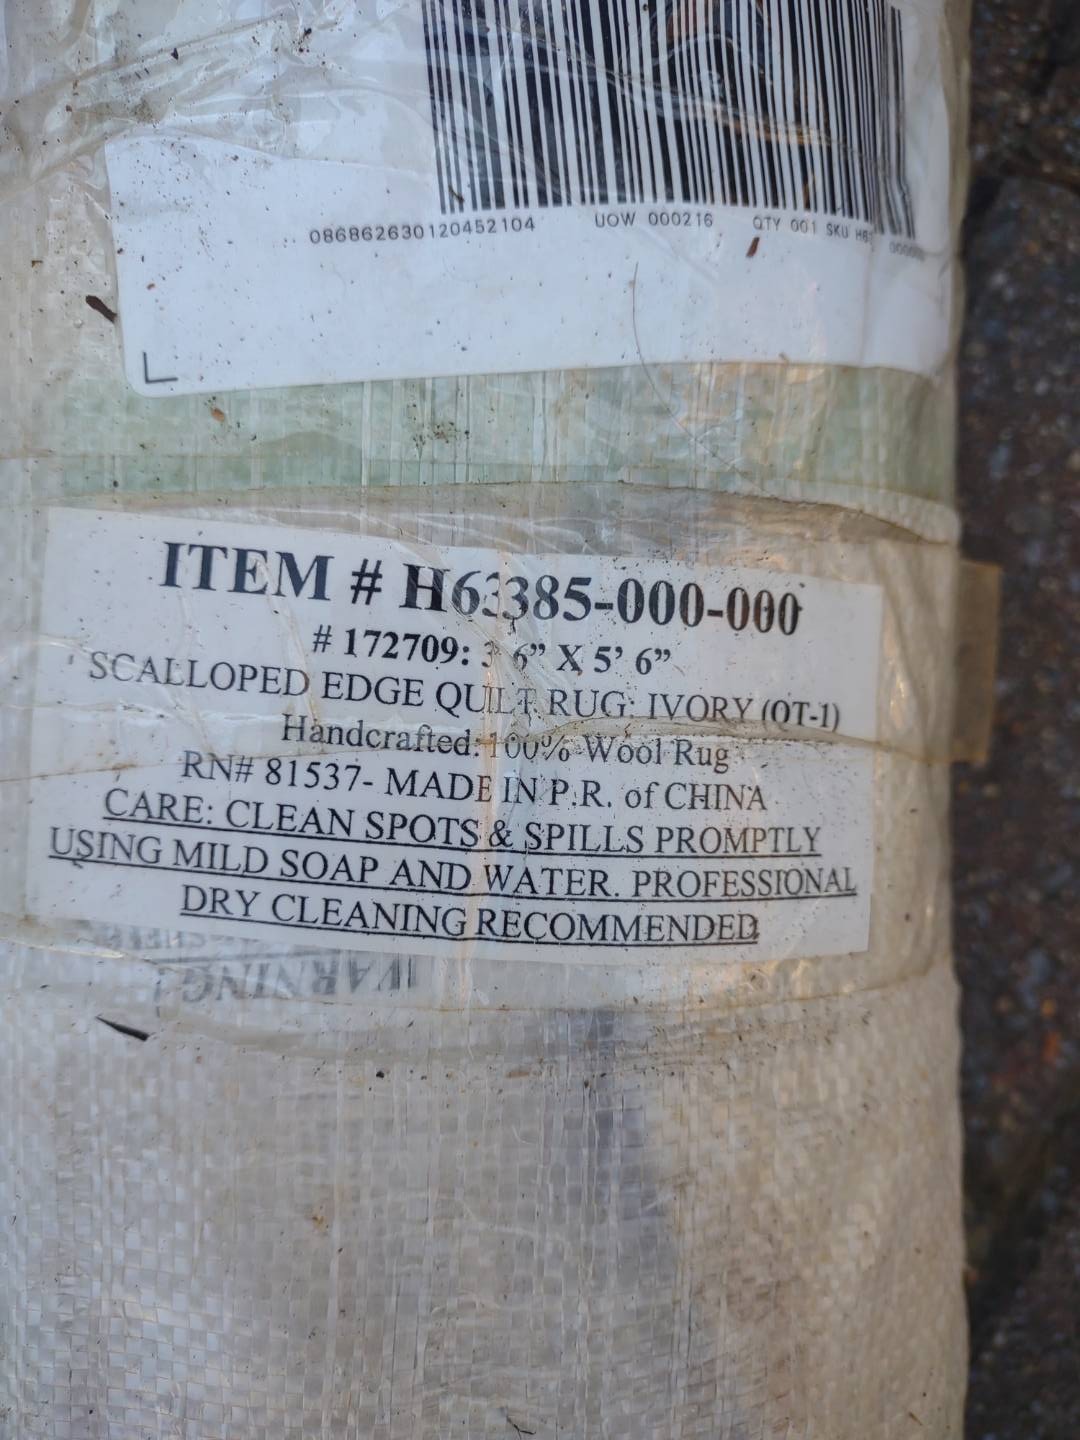 086862630120452104 UOW 000216 QTY 001 SKU
ITEM # H63385-000-000
# 172709: 3 6” X 5’ 6”
SCALLOPED EDGE QUILT RUG: IVORY (QT-1)
Handcrafted: 100% Wool Rug
RN# 81537- MADE IN P.R. of CHINA
CARE: CLEAN SPOTS & SPILLS PROMPTLY
USING MILD SOAP AND WATER. PROFESSIONAL
DRY CLEANING RECOMMENDED
WARNING: